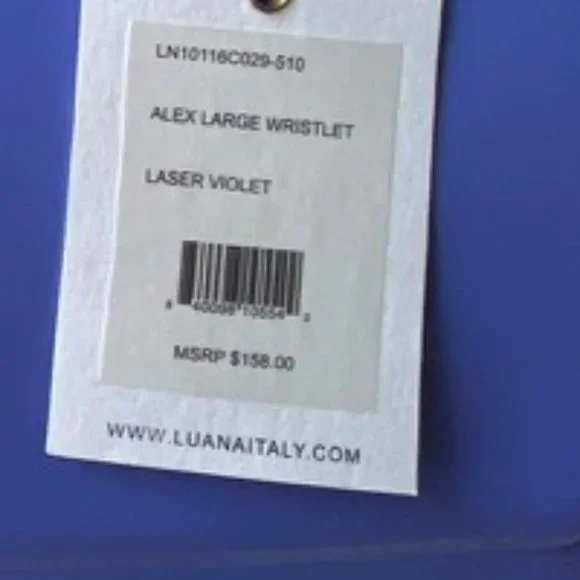 LN10116C029-510
ALEX LARGE WRISTLET
LASER VIOLET
MSRP $158.00
WWW.LUANAITALY.COM